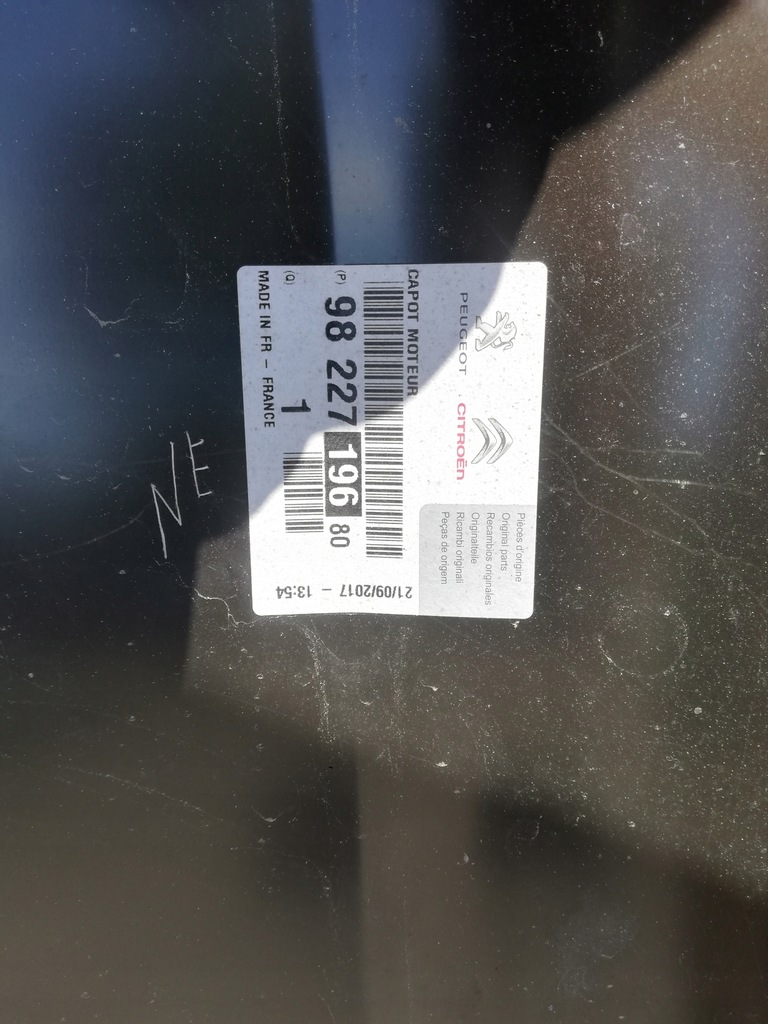 PEUGEOT
CITROËN
Pièces d'origine
Original parts
Recambios originales
Originalteile
Ricambi originali
Peças de origem
CAPOT MOTEUR
(P) 98 227 196 80
(Q) 1
MADE IN FR - FRANCE
21/09/2017 - 13:54
NE